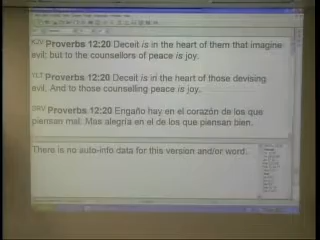 KJV Proverbs 12:20 Deceit is in the heart of them that imagine
evil: but to the counsellors of peace is joy.
YLT Proverbs 12:20 Deceit is in the heart of those devising
evil, And to those counselling peace is joy.
SRV Proverbs 12:20 Engaño hay en el corazón de los que
piensan mal: Mas alegría en el de los que piensan bien.
There is no auto-info data for this version and/or word.